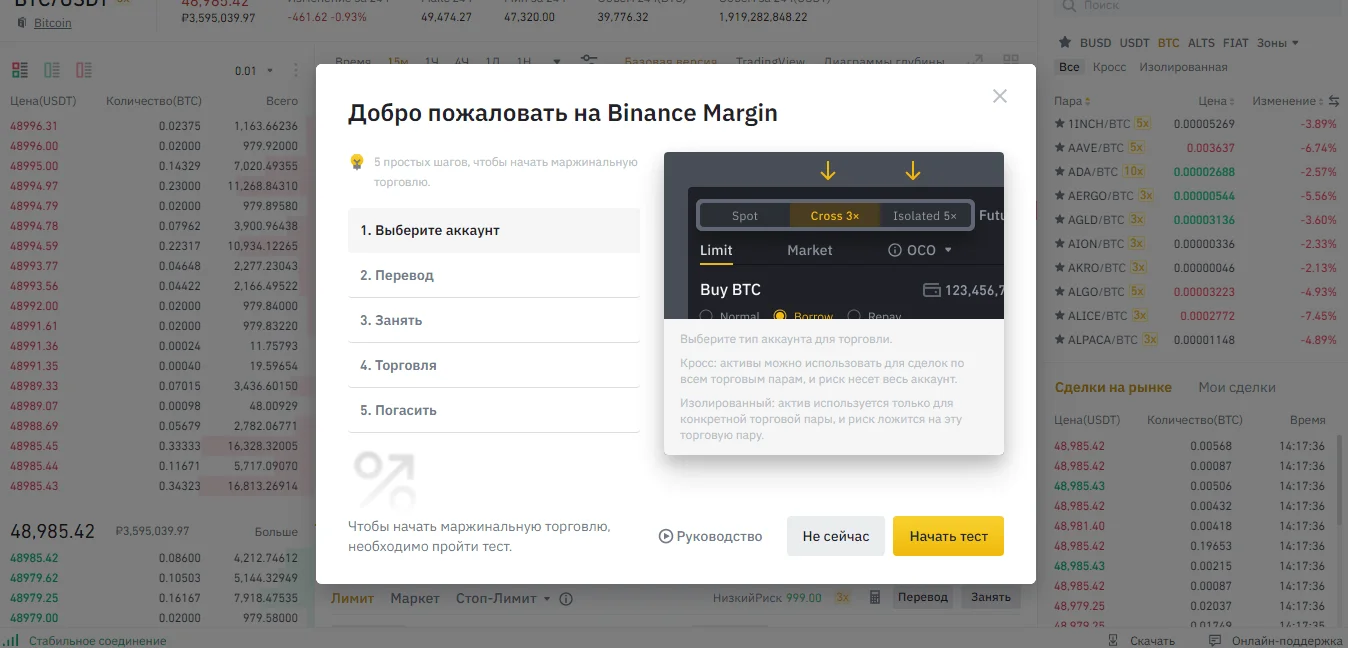 BTC/USDT 5x
Bitcoin
48,985.42
₽3,595,039.97
-461.62 -0.93%
49,474.27
47,320.00
39,776.32
1,919,282,848.22
Поиск
BUSD USDT BTC ALTS FIAT Зоны
Все Кросс Изолированная
0.01
Время 15м 1Ч 4Ч 1Д 1Н
Базовая версия TradingView Диаграммы глубины
Цена(USDT) Количество(BTC) Всего
48996.31 0.02375 1,163.66236
48996.00 0.02000 979.92000
48995.00 0.14329 7,020.49355
48994.97 0.23000 11,268.84310
48994.79 0.02000 979.89580
48994.78 0.07962 3,900.96438
48994.59 0.22317 10,934.12265
48993.77 0.04648 2,277.23043
48993.56 0.04422 2,166.49522
48992.00 0.02000 979.84000
48991.61 0.02000 979.83220
48991.36 0.00024 11.75793
48991.35 0.00040 19.59654
48989.33 0.07015 3,436.60150
48989.07 0.00098 48.00929
48988.69 0.05679 2,782.06771
48985.45 0.33333 16,328.32005
48985.44 0.11671 5,717.09070
48985.43 0.34323 16,813.26914
48,985.42 ₽3,595,039.97 Больше
48985.42 0.08600 4,212.74612
48979.62 0.10503 5,144.32949
48979.25 0.16167 7,918.47535
48979.00 0.02000 979.58000
Добро пожаловать на Binance Margin
5 простых шагов, чтобы начать маржинальную
торговлю.
1. Выберите аккаунт
2. Перевод
3. Занять
4. Торговля
5. Погасить
Spot Cross 3× Isolated 5×
Limit Market OCO
Buy BTC
Normal Borrow Repay
Выберите тип аккаунта для торговли.
Кросс: активы можно использовать для сделок по
всем торговым парам, и риск несет весь аккаунт.
Изолированный: актив используется только для
конкретной торговой пары, и риск ложится на эту
торговую пару.
Чтобы начать маржинальную торговлю,
необходимо пройти тест.
Руководство
Не сейчас
Начать тест
Лимит Маркет Стоп-Лимит
НизкийРиск 999.00 3x
Перевод
Занять
Пара Цена Изменение
1INCH/BTC 5x 0.00005269 -3.89%
AAVE/BTC 5x 0.003637 -6.74%
ADA/BTC 10x 0.00002688 -2.57%
AERGO/BTC 3x 0.00000544 -5.56%
AGLD/BTC 3x 0.00003136 -3.60%
AION/BTC 3x 0.00000336 -2.33%
AKRO/BTC 3x 0.00000046 -2.13%
ALGO/BTC 5x 0.00003223 -4.93%
ALICE/BTC 3x 0.0002772 -7.45%
ALPACA/BTC 3x 0.00001148 -4.89%
Сделки на рынке Мои сделки
Цена(USDT) Количество(BTC) Время
48,985.42 0.00568 14:17:36
48,985.42 0.00087 14:17:36
48,985.43 0.00506 14:17:36
48,985.42 0.00432 14:17:36
48,981.40 0.00418 14:17:36
48,985.42 0.19653 14:17:36
48,985.43 0.00215 14:17:36
48,985.42 0.00087 14:17:36
48,979.25 0.02037 14:17:36
48,979.25 0.01749 14:17:35
Стабильное соединение
Скачать
Онлайн-поддержка